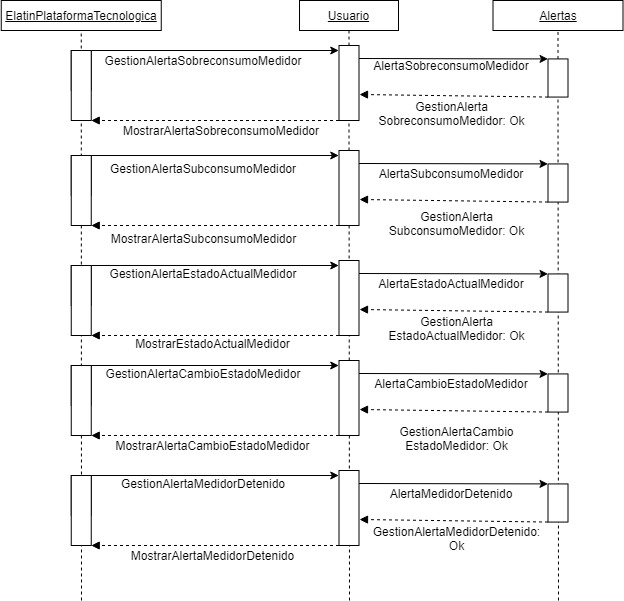 ElatinPlataformaTecnologica
Usuario
Alertas
GestionAlertaSobreconsumoMedidor
AlertaSobreconsumoMedidor
GestionAlerta
SobreconsumoMedidor: Ok
MostrarAlertaSobreconsumoMedidor
GestionAlertaSubconsumoMedidor
AlertaSubconsumoMedidor
GestionAlerta
SubconsumoMedidor: Ok
MostrarAlertaSubconsumoMedidor
GestionAlertaEstadoActualMedidor
AlertaEstadoActualMedidor
GestionAlerta
EstadoActualMedidor: Ok
MostrarEstadoActualMedidor
GestionAlertaCambioEstadoMedidor
AlertaCambioEstadoMedidor
GestionAlertaCambio
EstadoMedidor: Ok
MostrarAlertaCambioEstadoMedidor
GestionAlertaMedidorDetenido
AlertaMedidorDetenido
GestionAlertaMedidorDetenido:
Ok
MostrarAlertaMedidorDetenido